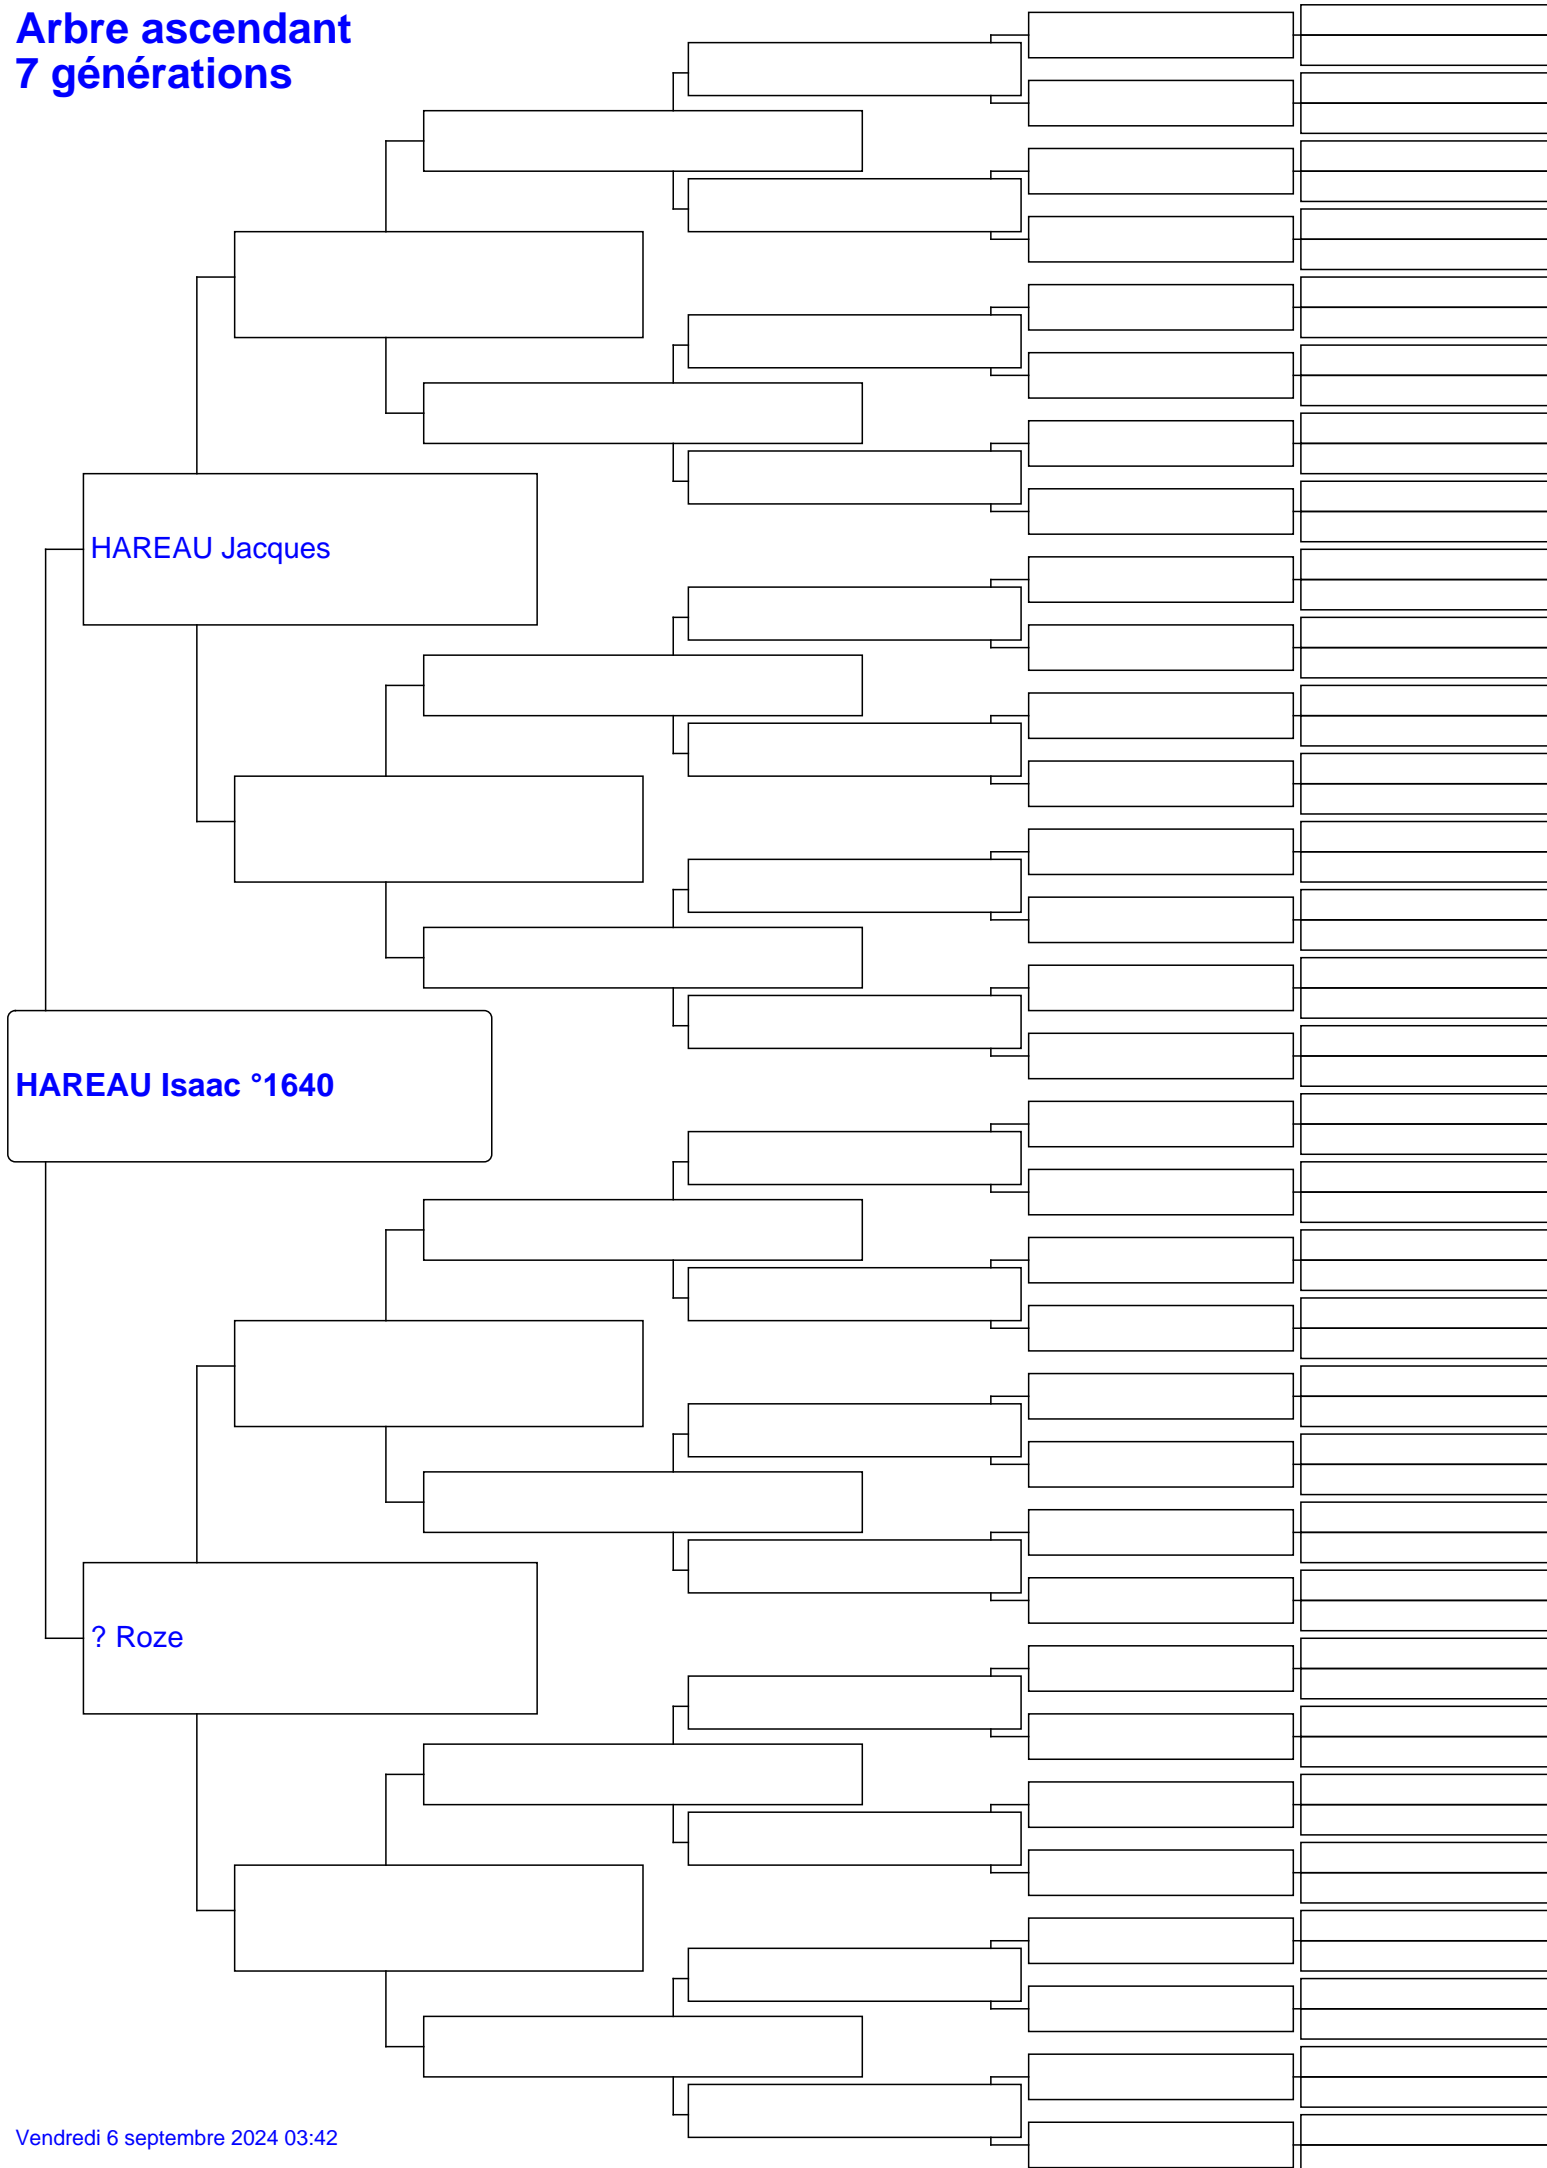 Arbre ascendant
7 générations
HAREAU Jacques
HAREAU Isaac °1640
? Roze
Vendredi 6 septembre 2024 03:42